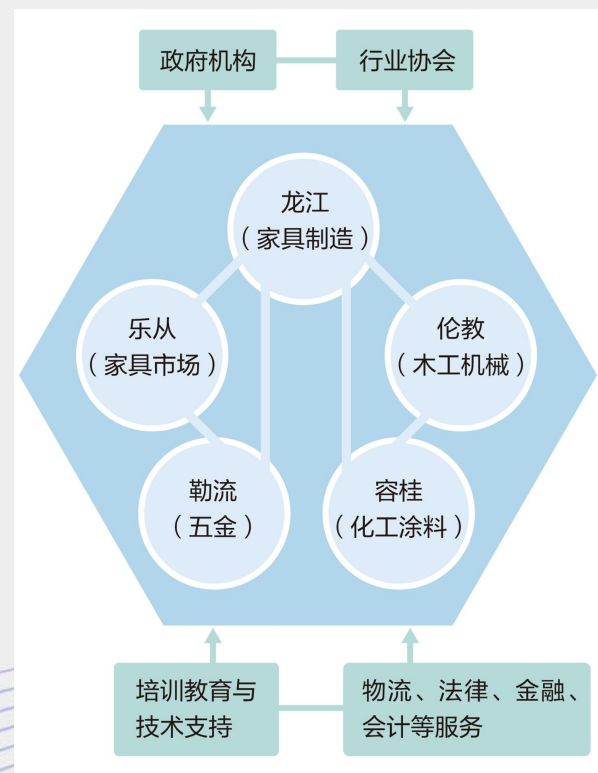 政府机构
行业协会
龙江
（家具制造）
乐从
（家具市场）
伦教
（木工机械）
勒流
（五金）
容桂
（化工涂料）
培训教育与
技术支持
物流、法律、金融、
会计等服务